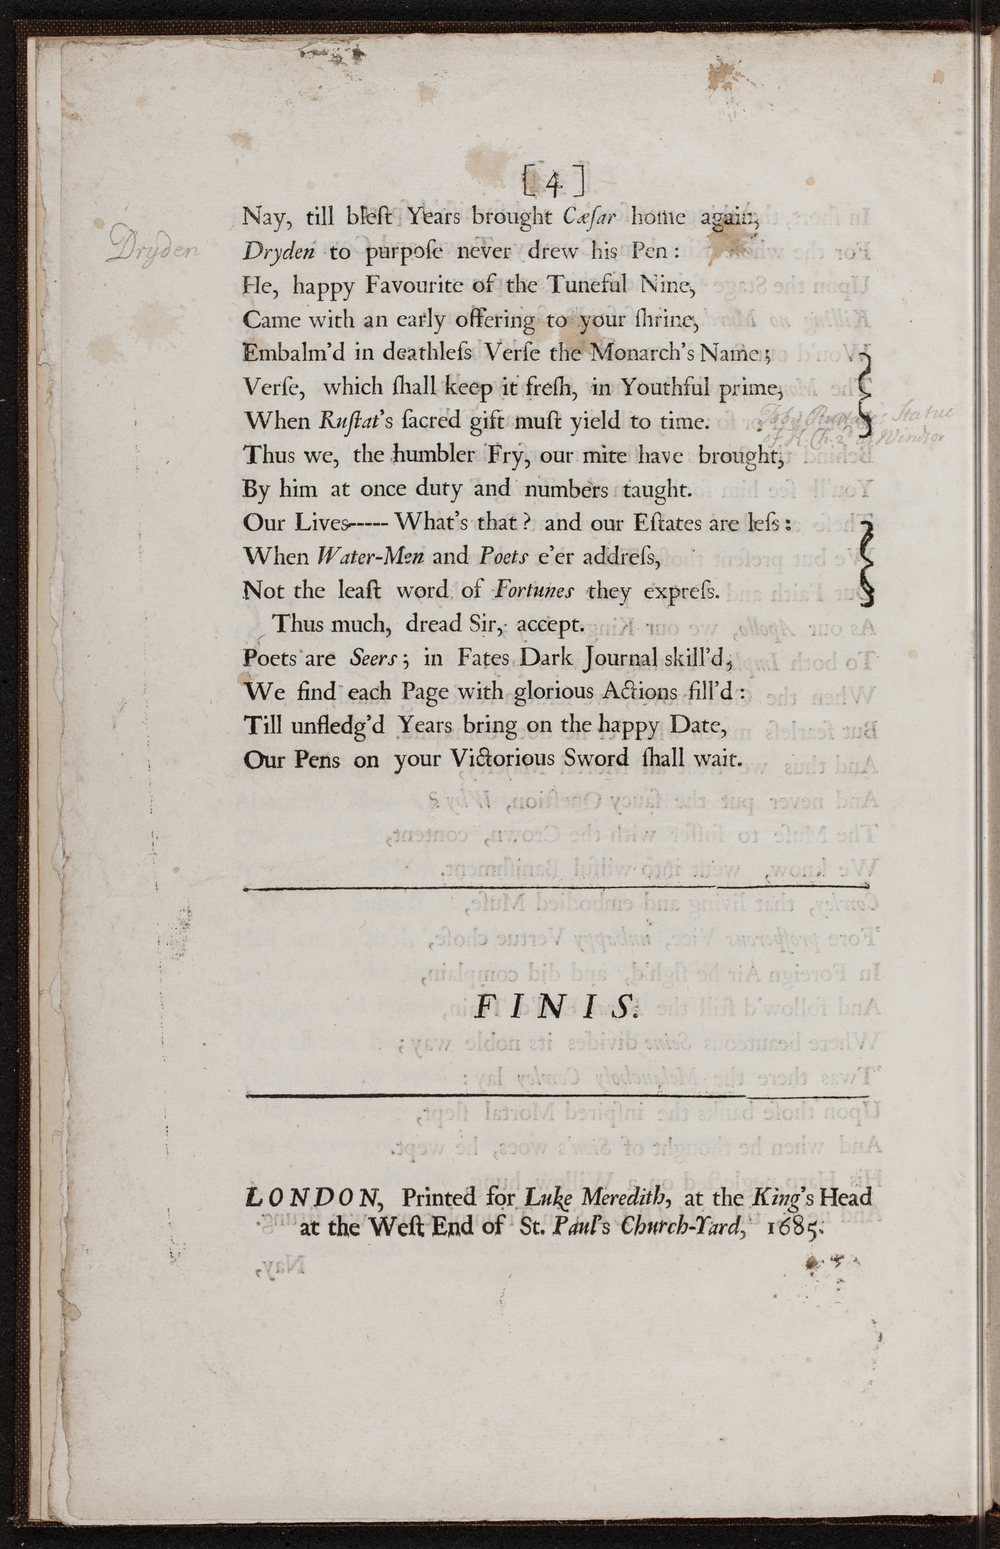 [ 4 ]
Nay, till bleſt Years brought Cæſar home again,
Dryden
Dryden to purpoſe never drew his Pen :
He, happy Favourite of the Tuneful Nine,
Came with an early offering to your ſhrine,
Embalm'd in deathleſs Verſe the Monarch's Name ;
Verſe, which ſhall keep it freſh, in Youthful prime,
When Ruſtat's ſacred gift muſt yield to time.
Statue
of K. Ch. 2d at Windsor
Thus we, the humbler Fry, our mite have brought,
By him at once duty and numbers taught.
Our Lives----- What's that ? and our Eſtates are leſs :
When Water-Men and Poets e'er addreſs,
Not the leaſt word of Fortunes they expreſs.
Thus much, dread Sir, accept.
Poets are Seers ; in Fates Dark Journal skill'd,
We find each Page with glorious Actions fill'd :
Till unfledg'd Years bring on the happy Date,
Our Pens on your Victorious Sword ſhall wait.
FINIS.
LONDON, Printed for Luke Meredith, at the King's Head
at the Weſt End of St. Paul's Church-Yard, 1685.